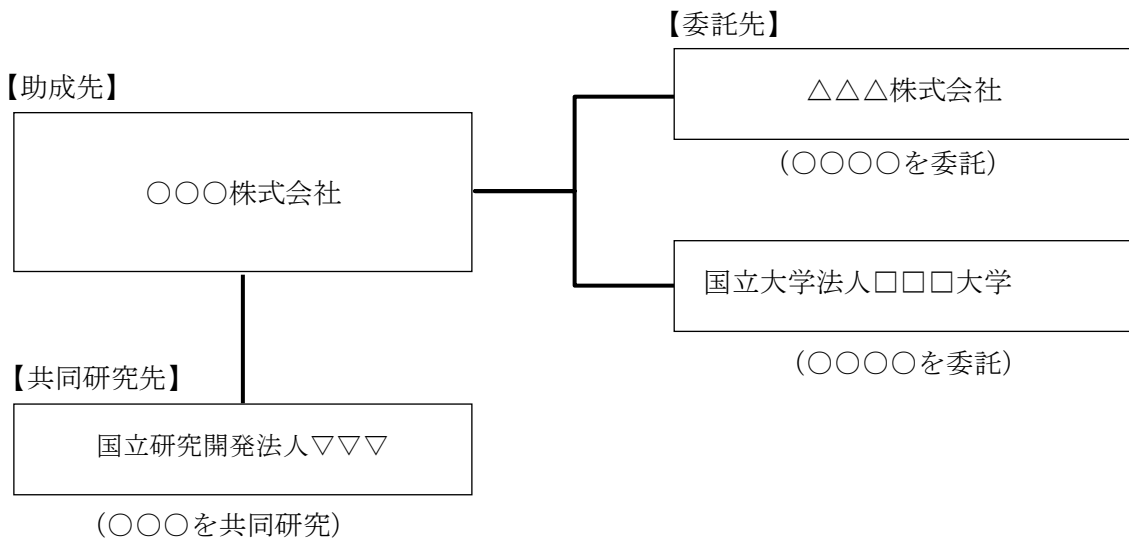 【委託先】
△△△株式会社
(○○○○を委託)
【助成先】
○○○株式会社
国立大学法人□□□大学
(○○○○を委託)
【共同研究先】
国立研究開発法人▽▽▽
(○○○を共同研究)